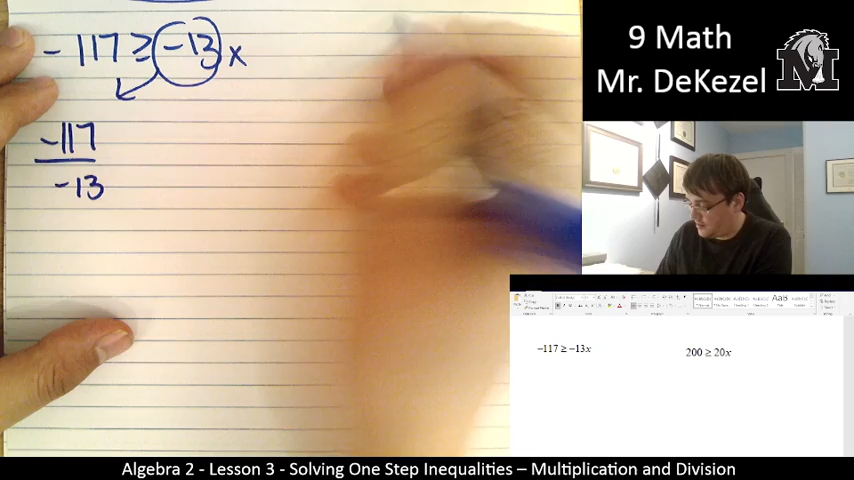 -117 ≥ -13 x
-117
-13
9 Math
Mr. DeKezel
M
−117 ≥ −13x
200 ≥ 20x
Algebra 2 - Lesson 3 - Solving One Step Inequalities – Multiplication and Division